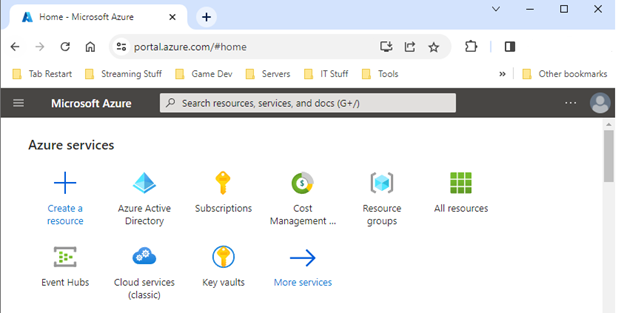 Home - Microsoft Azure
portal.azure.com/#home
Tab Restart Streaming Stuff Game Dev Servers IT Stuff Tools » Other bookmarks
Microsoft Azure Search resources, services, and docs (G+/) ...
Azure services
Create a
resource
Azure Active
Directory
Subscriptions
Cost
Management ...
Resource
groups
All resources
Event Hubs
Cloud services
(classic)
Key vaults
More services